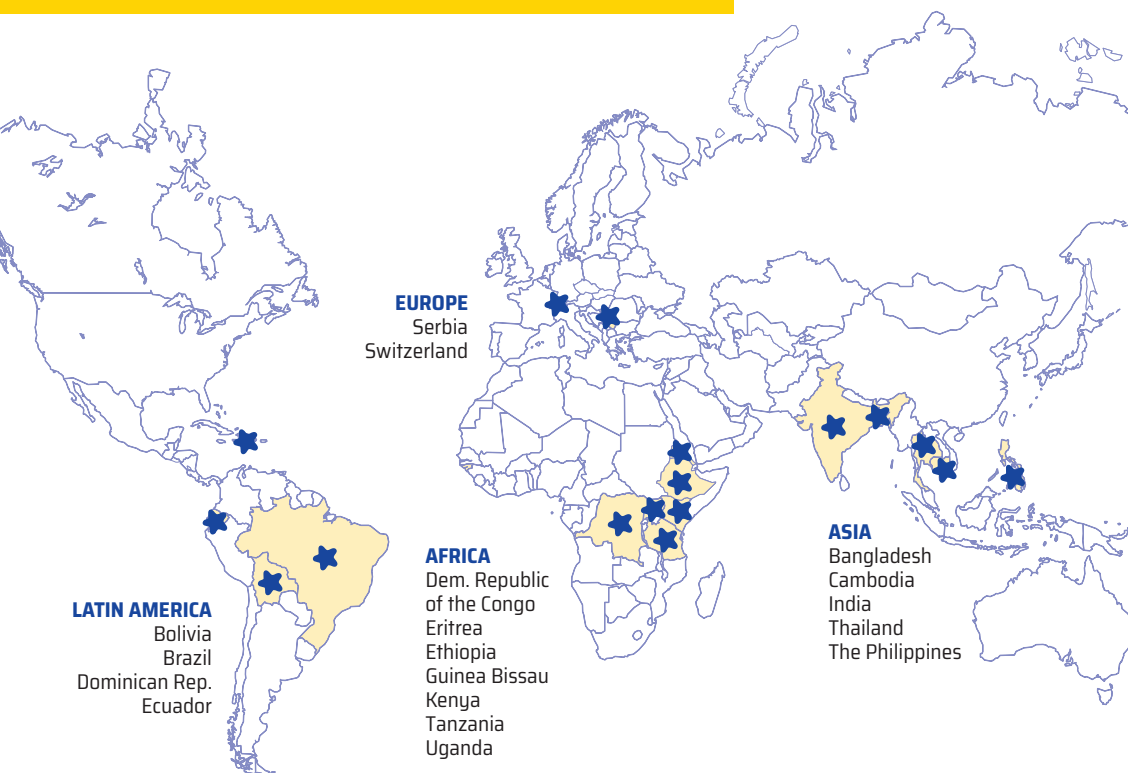 EUROPE
Serbia
Switzerland
LATIN AMERICA
Bolivia
Brazil
Dominican Rep.
Ecuador
AFRICA
Dem. Republic
of the Congo
Eritrea
Ethiopia
Guinea Bissau
Kenya
Tanzania
Uganda
ASIA
Bangladesh
Cambodia
India
Thailand
The Philippines